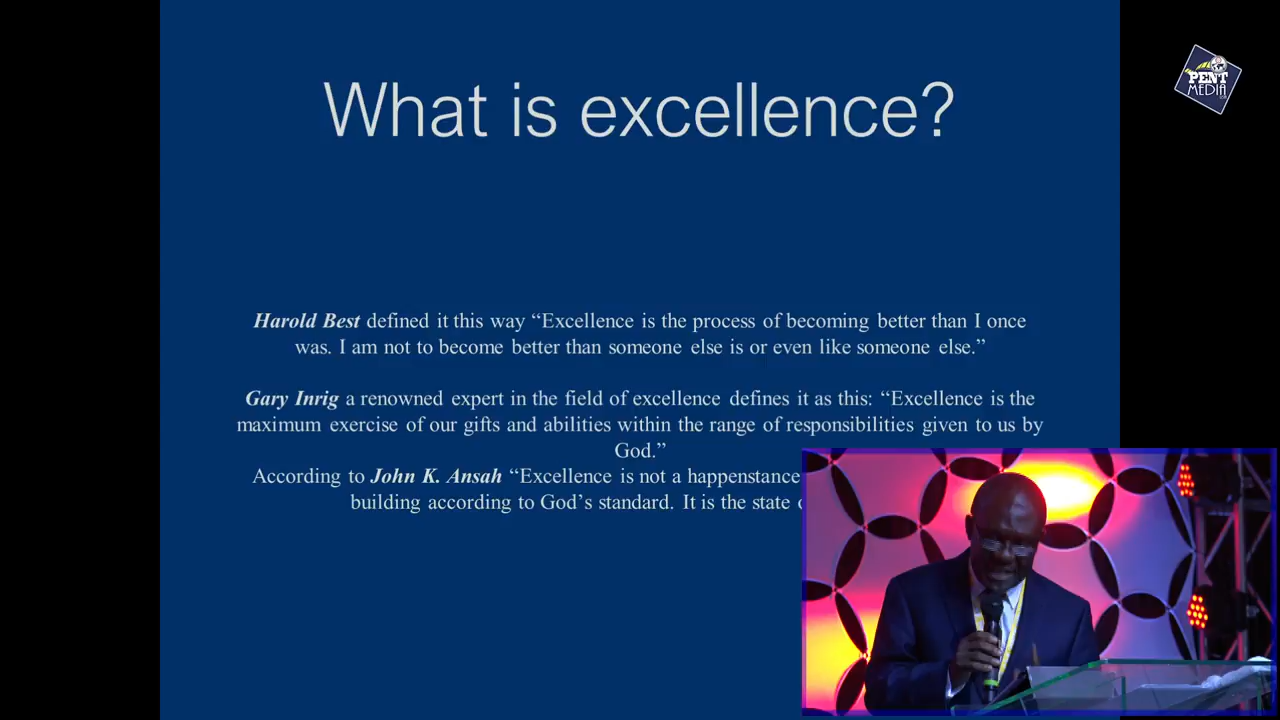 What is excellence?
PENT
MEDIA
Harold Best defined it this way “Excellence is the process of becoming better than I once
was. I am not to become better than someone else is or even like someone else.”
Gary Inrig a renowned expert in the field of excellence defines it as this: “Excellence is the
maximum exercise of our gifts and abilities within the range of responsibilities given to us by
God.”
According to John K. Ansah “Excellence is not a happenstance
building according to God’s standard. It is the state